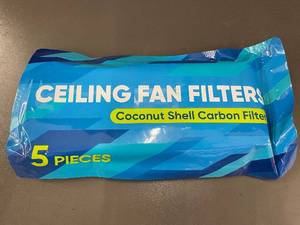 CEILING FAN FILTERS
Coconut Shell Carbon Filter
5 PIECES